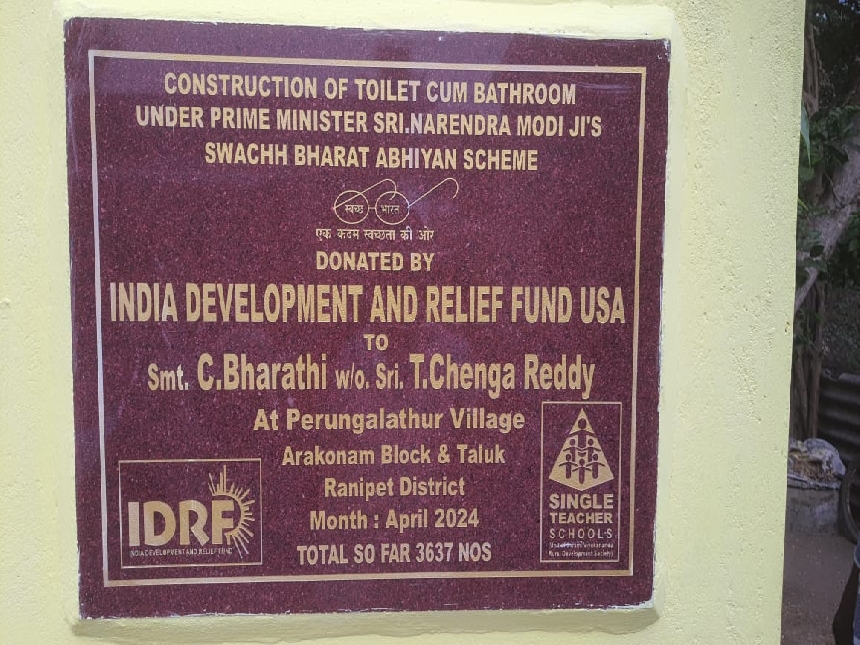 CONSTRUCTION OF TOILET CUM BATHROOM
UNDER PRIME MINISTER SRI.NARENDRA MODI JI'S
SWACHH BHARAT ABHIYAN SCHEME
स्वच्छ भारत
एक कदम स्वच्छता की ओर
DONATED BY
INDIA DEVELOPMENT AND RELIEF FUND USA
TO
Smt. C.Bharathi w/o. Sri. T.Chenga Reddy
At Perungalathur Village
Arakonam Block & Taluk
Ranipet District
Month : April 2024
TOTAL SO FAR 3637 NOS
IDRF
INDIA DEVELOPMENT AND RELIEF FUND
SINGLE
TEACHER
SCHOOLS
Rural Development Society)